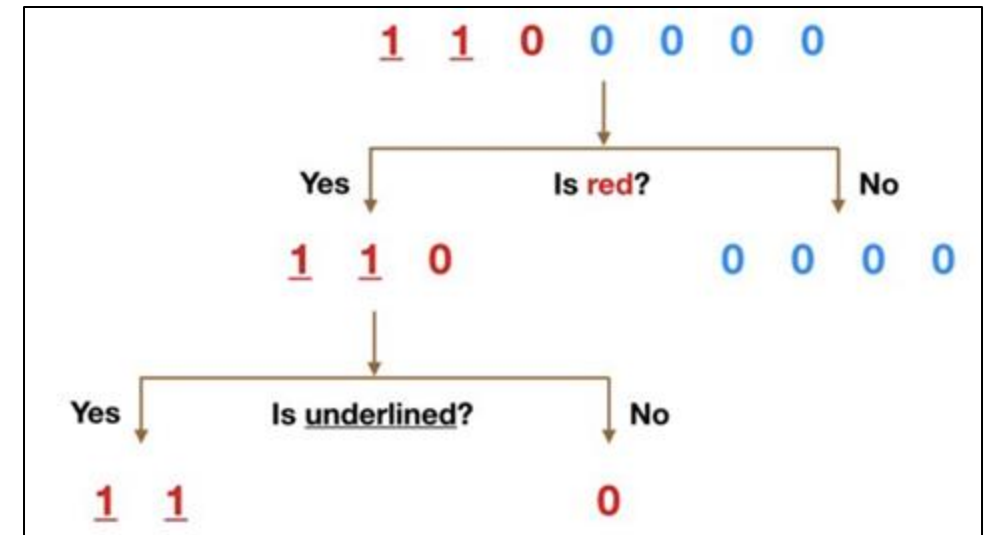 1 1 0 0 0 0 0
Yes Is red? No
1 1 0 0 0 0 0
Yes Is underlined? No
1 1 0